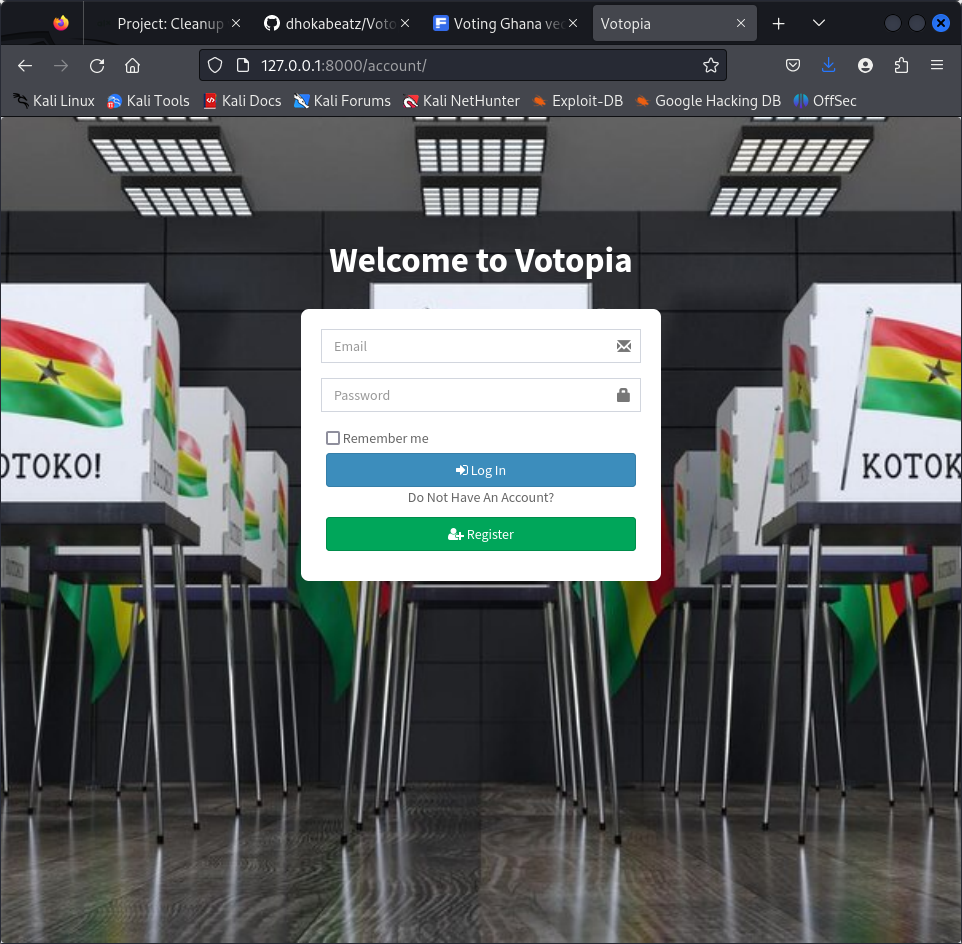 Project: Cleanup
dhokabeatz/Voto
Voting Ghana vec
Votopia
127.0.0.1:8000/account/
Kali Linux
Kali Tools
Kali Docs
Kali Forums
Kali NetHunter
Exploit-DB
Google Hacking DB
OffSec
Welcome to Votopia
Email
Password
Remember me
Log In
Do Not Have An Account?
Register
OTOKO!
KOTOK
KOTOKO
KOTOKO